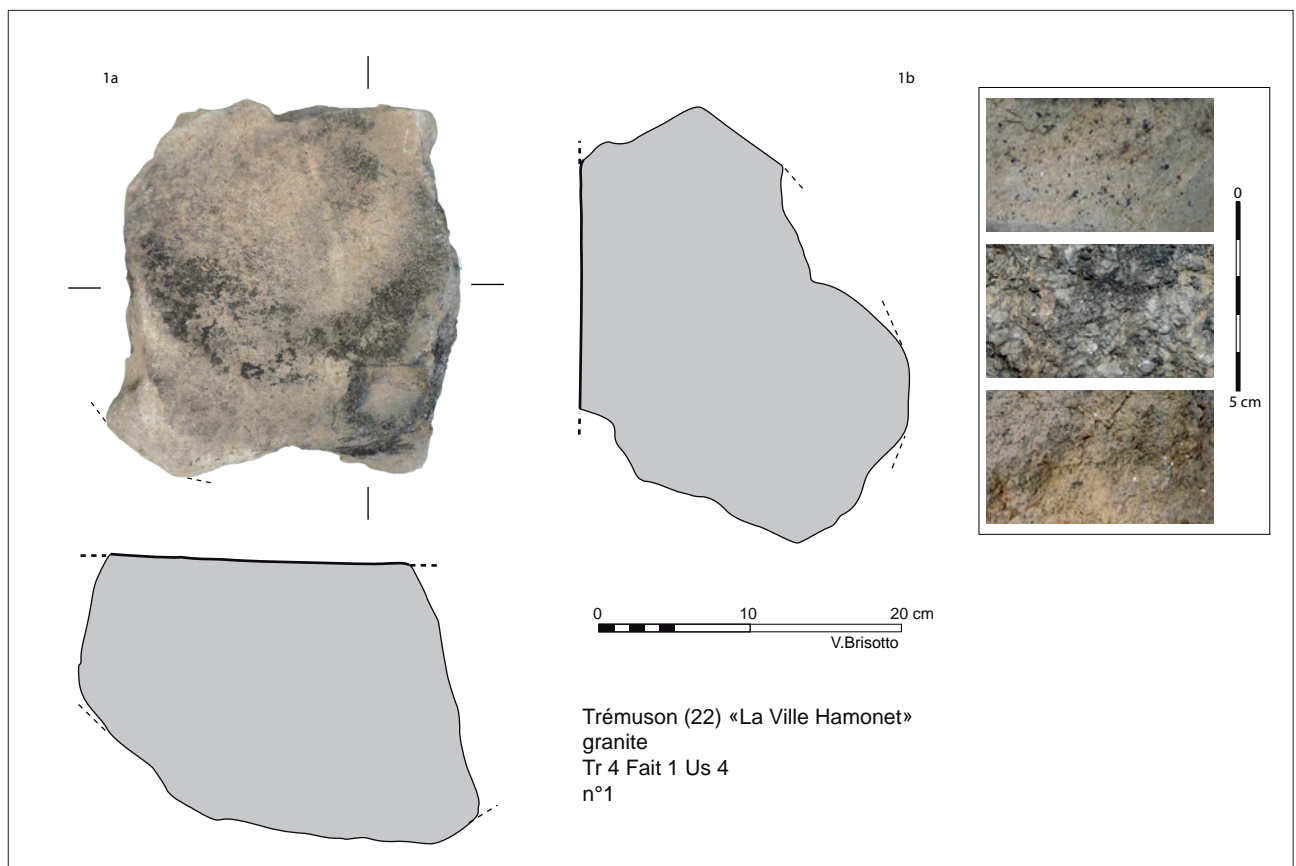 1a
1b
0
5 cm
0 10 20 cm
V.Brisotto
Trémuson (22) «La Ville Hamonet»
granite
Tr 4 Fait 1 Us 4
n°1